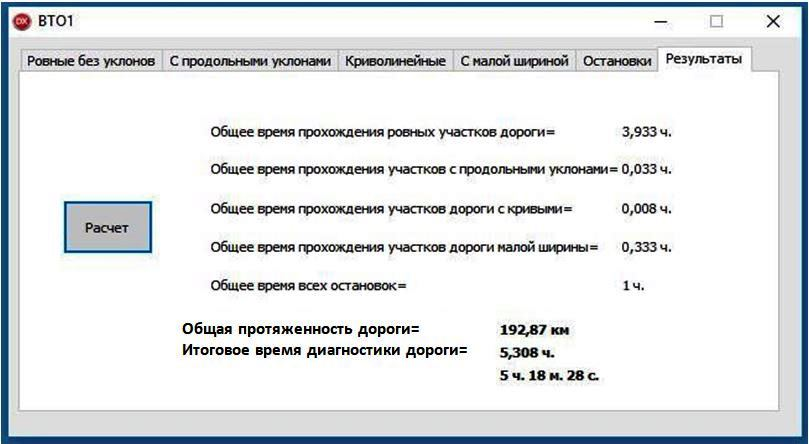 ВТО1
Ровные без уклонов С продольными уклонами Криволинейные С малой шириной Остановки Результаты
Общее время прохождения ровных участков дороги= 3,933 ч.
Общее время прохождения участков с продольными уклонами= 0,033 ч.
Общее время прохождения участков дороги с кривыми= 0,008 ч.
Расчет
Общее время прохождения участков дороги малой ширины= 0,333 ч.
Общее время всех остановок= 1 ч.
Общая протяженность дороги= 192,87 км
Итоговое время диагностики дороги= 5,308 ч.
5 ч. 18 м. 28 с.